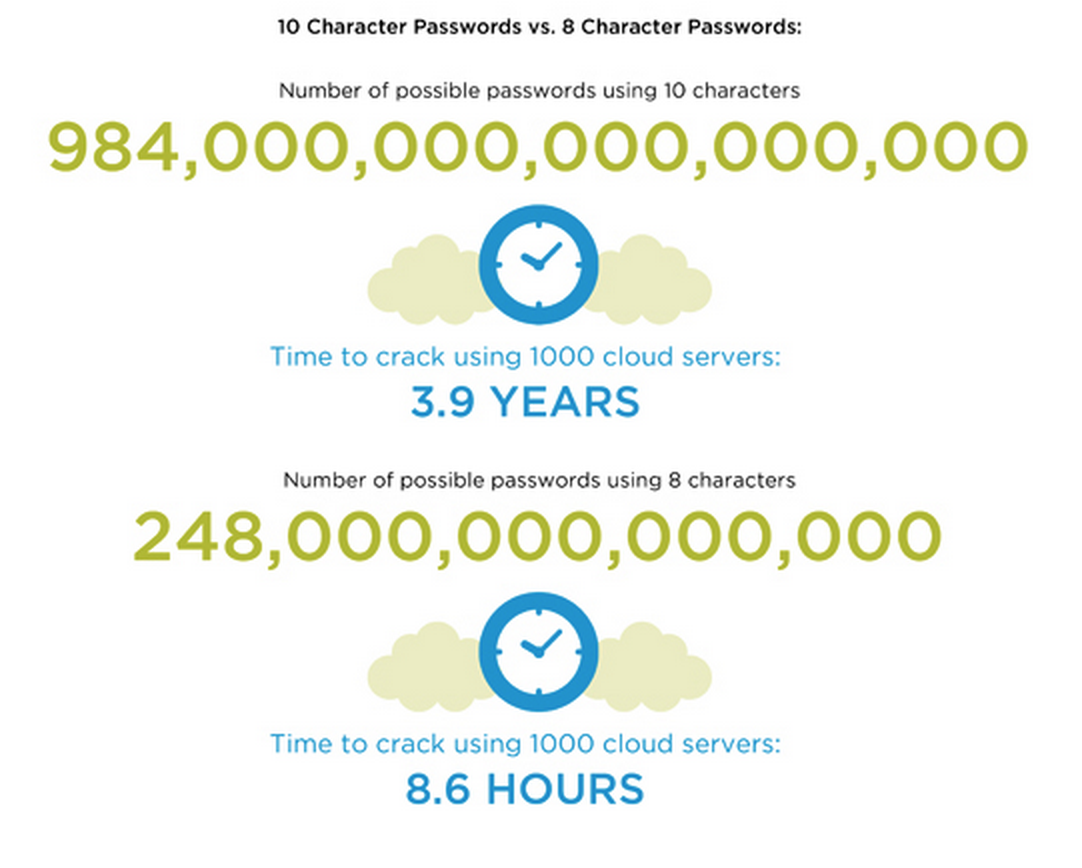 10 Character Passwords vs. 8 Character Passwords:
Number of possible passwords using 10 characters
984,000,000,000,000,000
Time to crack using 1000 cloud servers:
3.9 YEARS
Number of possible passwords using 8 characters
248,000,000,000,000
Time to crack using 1000 cloud servers:
8.6 HOURS